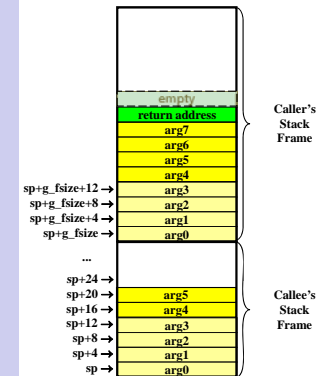 empty
return address
arg7
arg6
arg5
arg4
sp+g_fsize+12 → arg3
sp+g_fsize+8 → arg2
sp+g_fsize+4 → arg1
sp+g_fsize → arg0
Caller's
Stack
Frame
...
sp+24 →
sp+20 → arg5
sp+16 → arg4
sp+12 → arg3
sp+8 → arg2
sp+4 → arg1
sp → arg0
Callee's
Stack
Frame